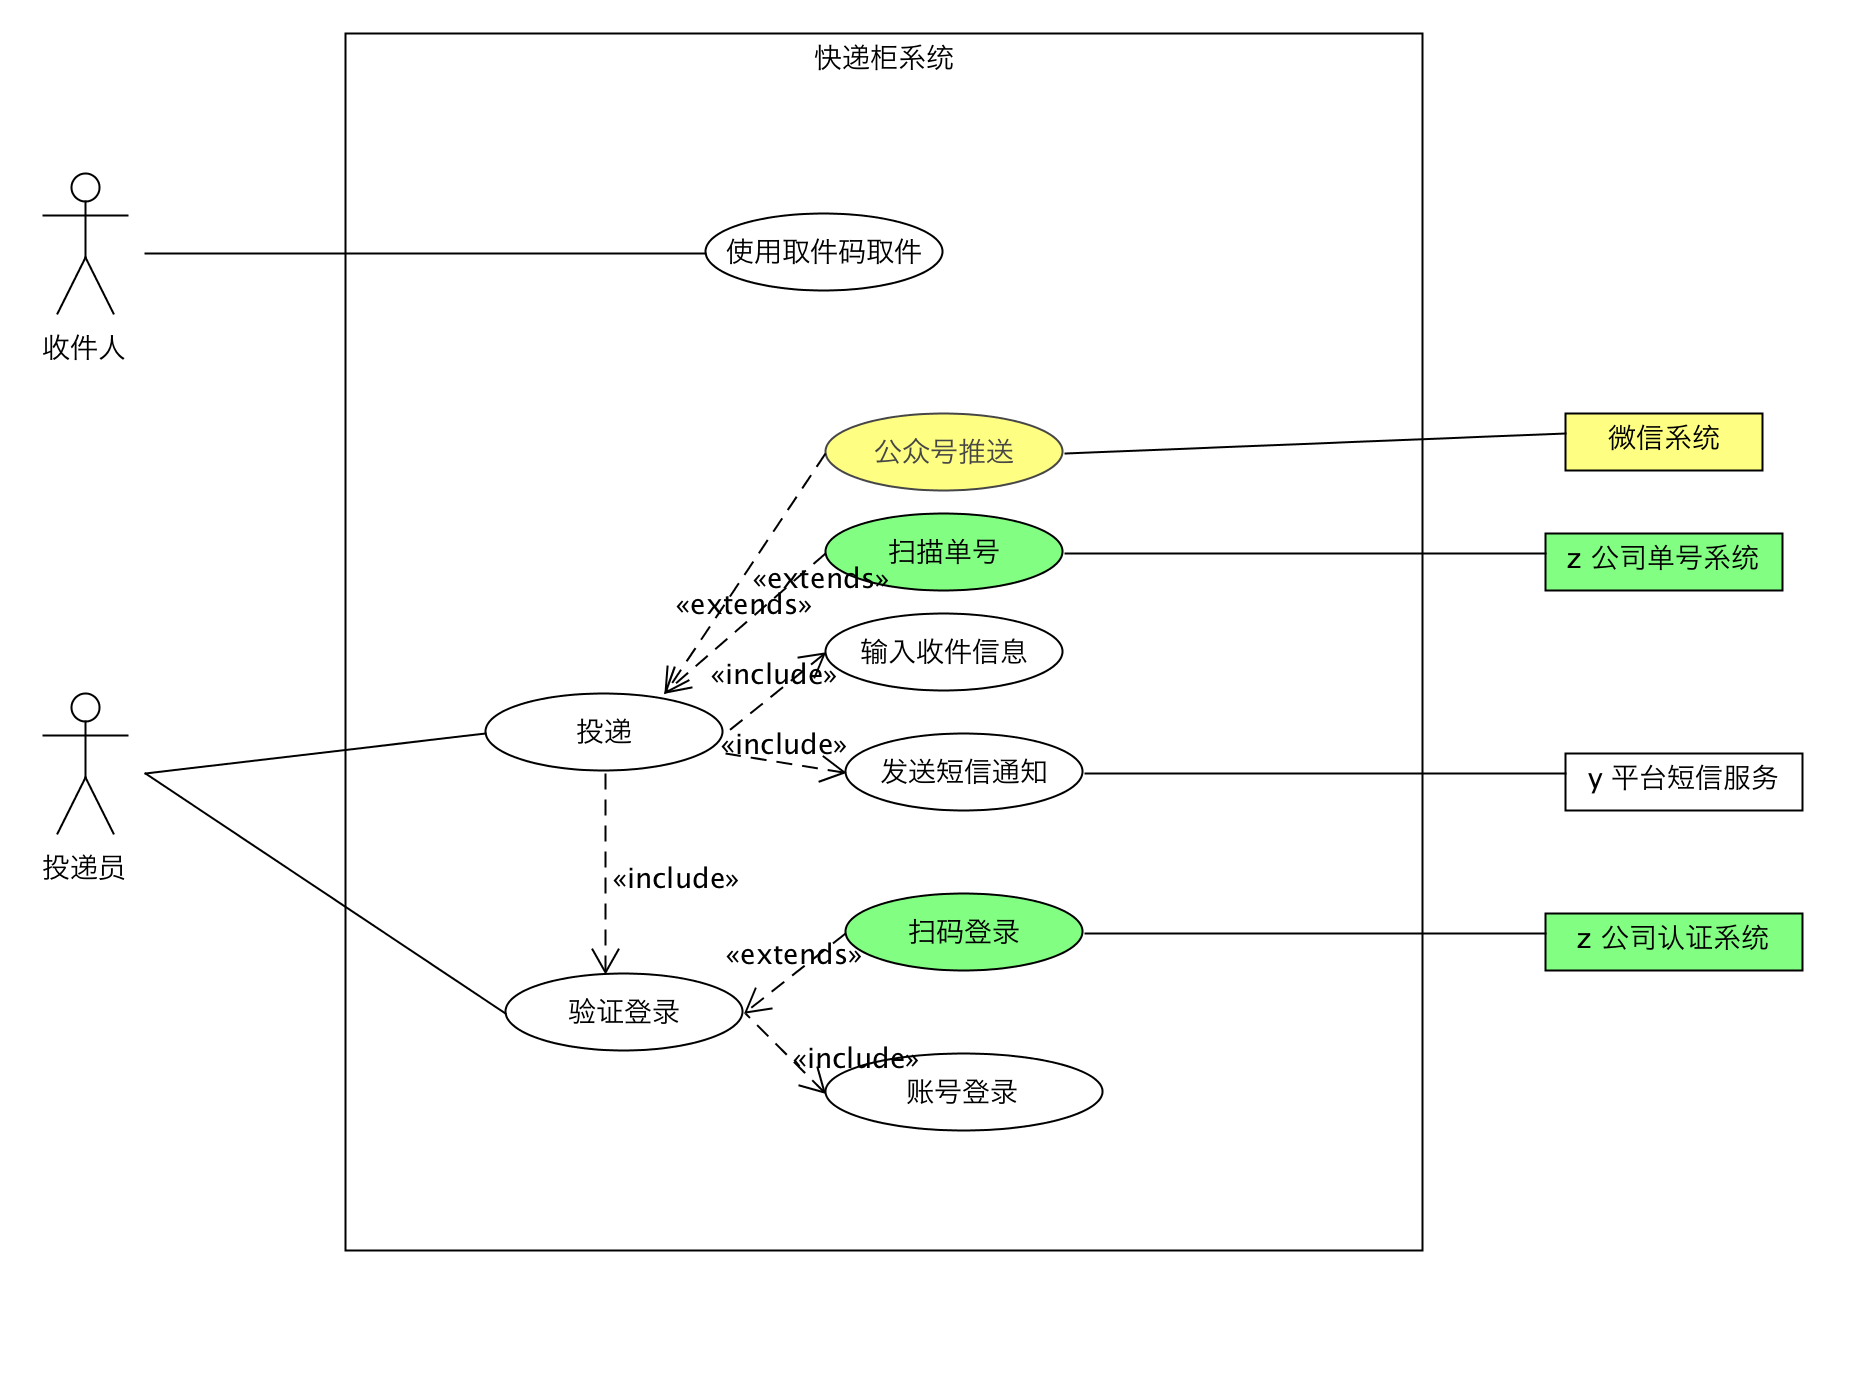 快递柜系统
使用取件码取件
收件人
公众号推送
微信系统
扫描单号
z 公司单号系统
«extends»
«extends»
输入收件信息
«include»
投递
«include»
发送短信通知
y 平台短信服务
投递员
«include»
扫码登录
z 公司认证系统
«extends»
验证登录
«include»
账号登录